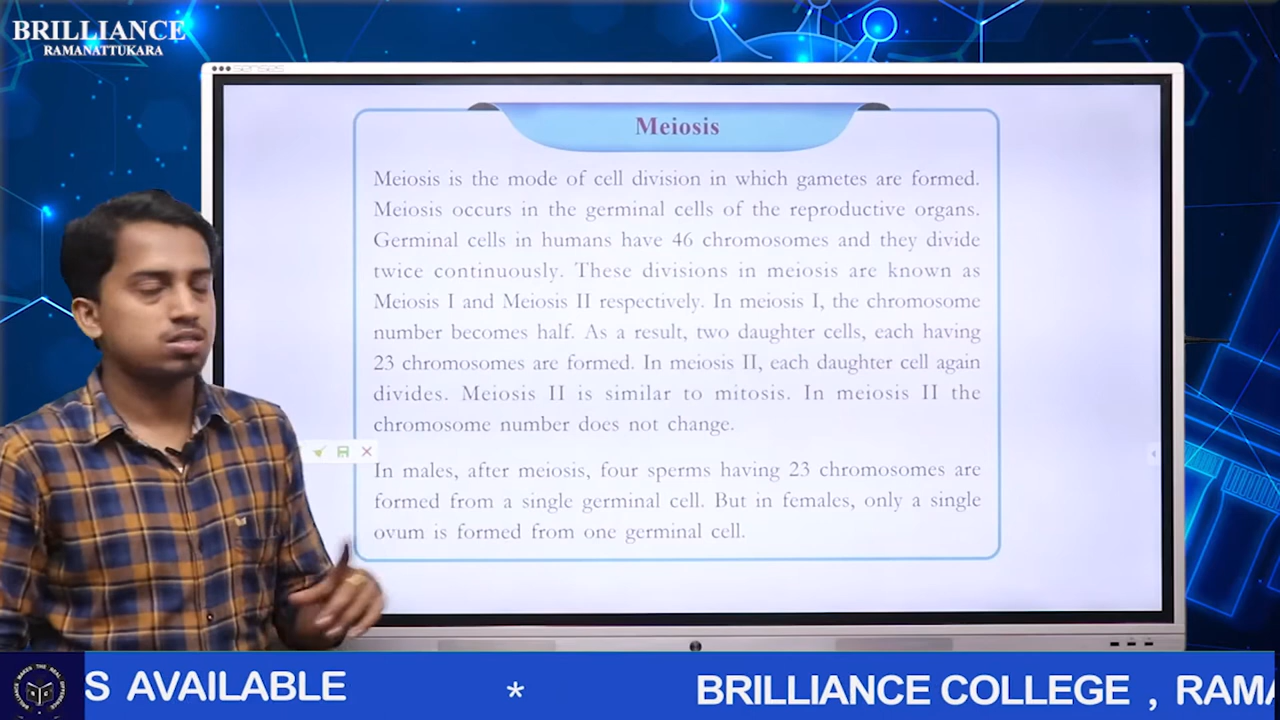 BRILLIANCE
RAMANATTUKARA
senses
Meiosis
Meiosis is the mode of cell division in which gametes are formed.
Meiosis occurs in the germinal cells of the reproductive organs.
Germinal cells in humans have 46 chromosomes and they divide
twice continuously. These divisions in meiosis are known as
Meiosis I and Meiosis II respectively. In meiosis I, the chromosome
number becomes half. As a result, two daughter cells, each having
23 chromosomes are formed. In meiosis II, each daughter cell again
divides. Meiosis II is similar to mitosis. In meiosis II the
chromosome number does not change.
In males, after meiosis, four sperms having 23 chromosomes are
formed from a single germinal cell. But in females, only a single
ovum is formed from one germinal cell.
S AVAILABLE * BRILLIANCE COLLEGE , RAMA